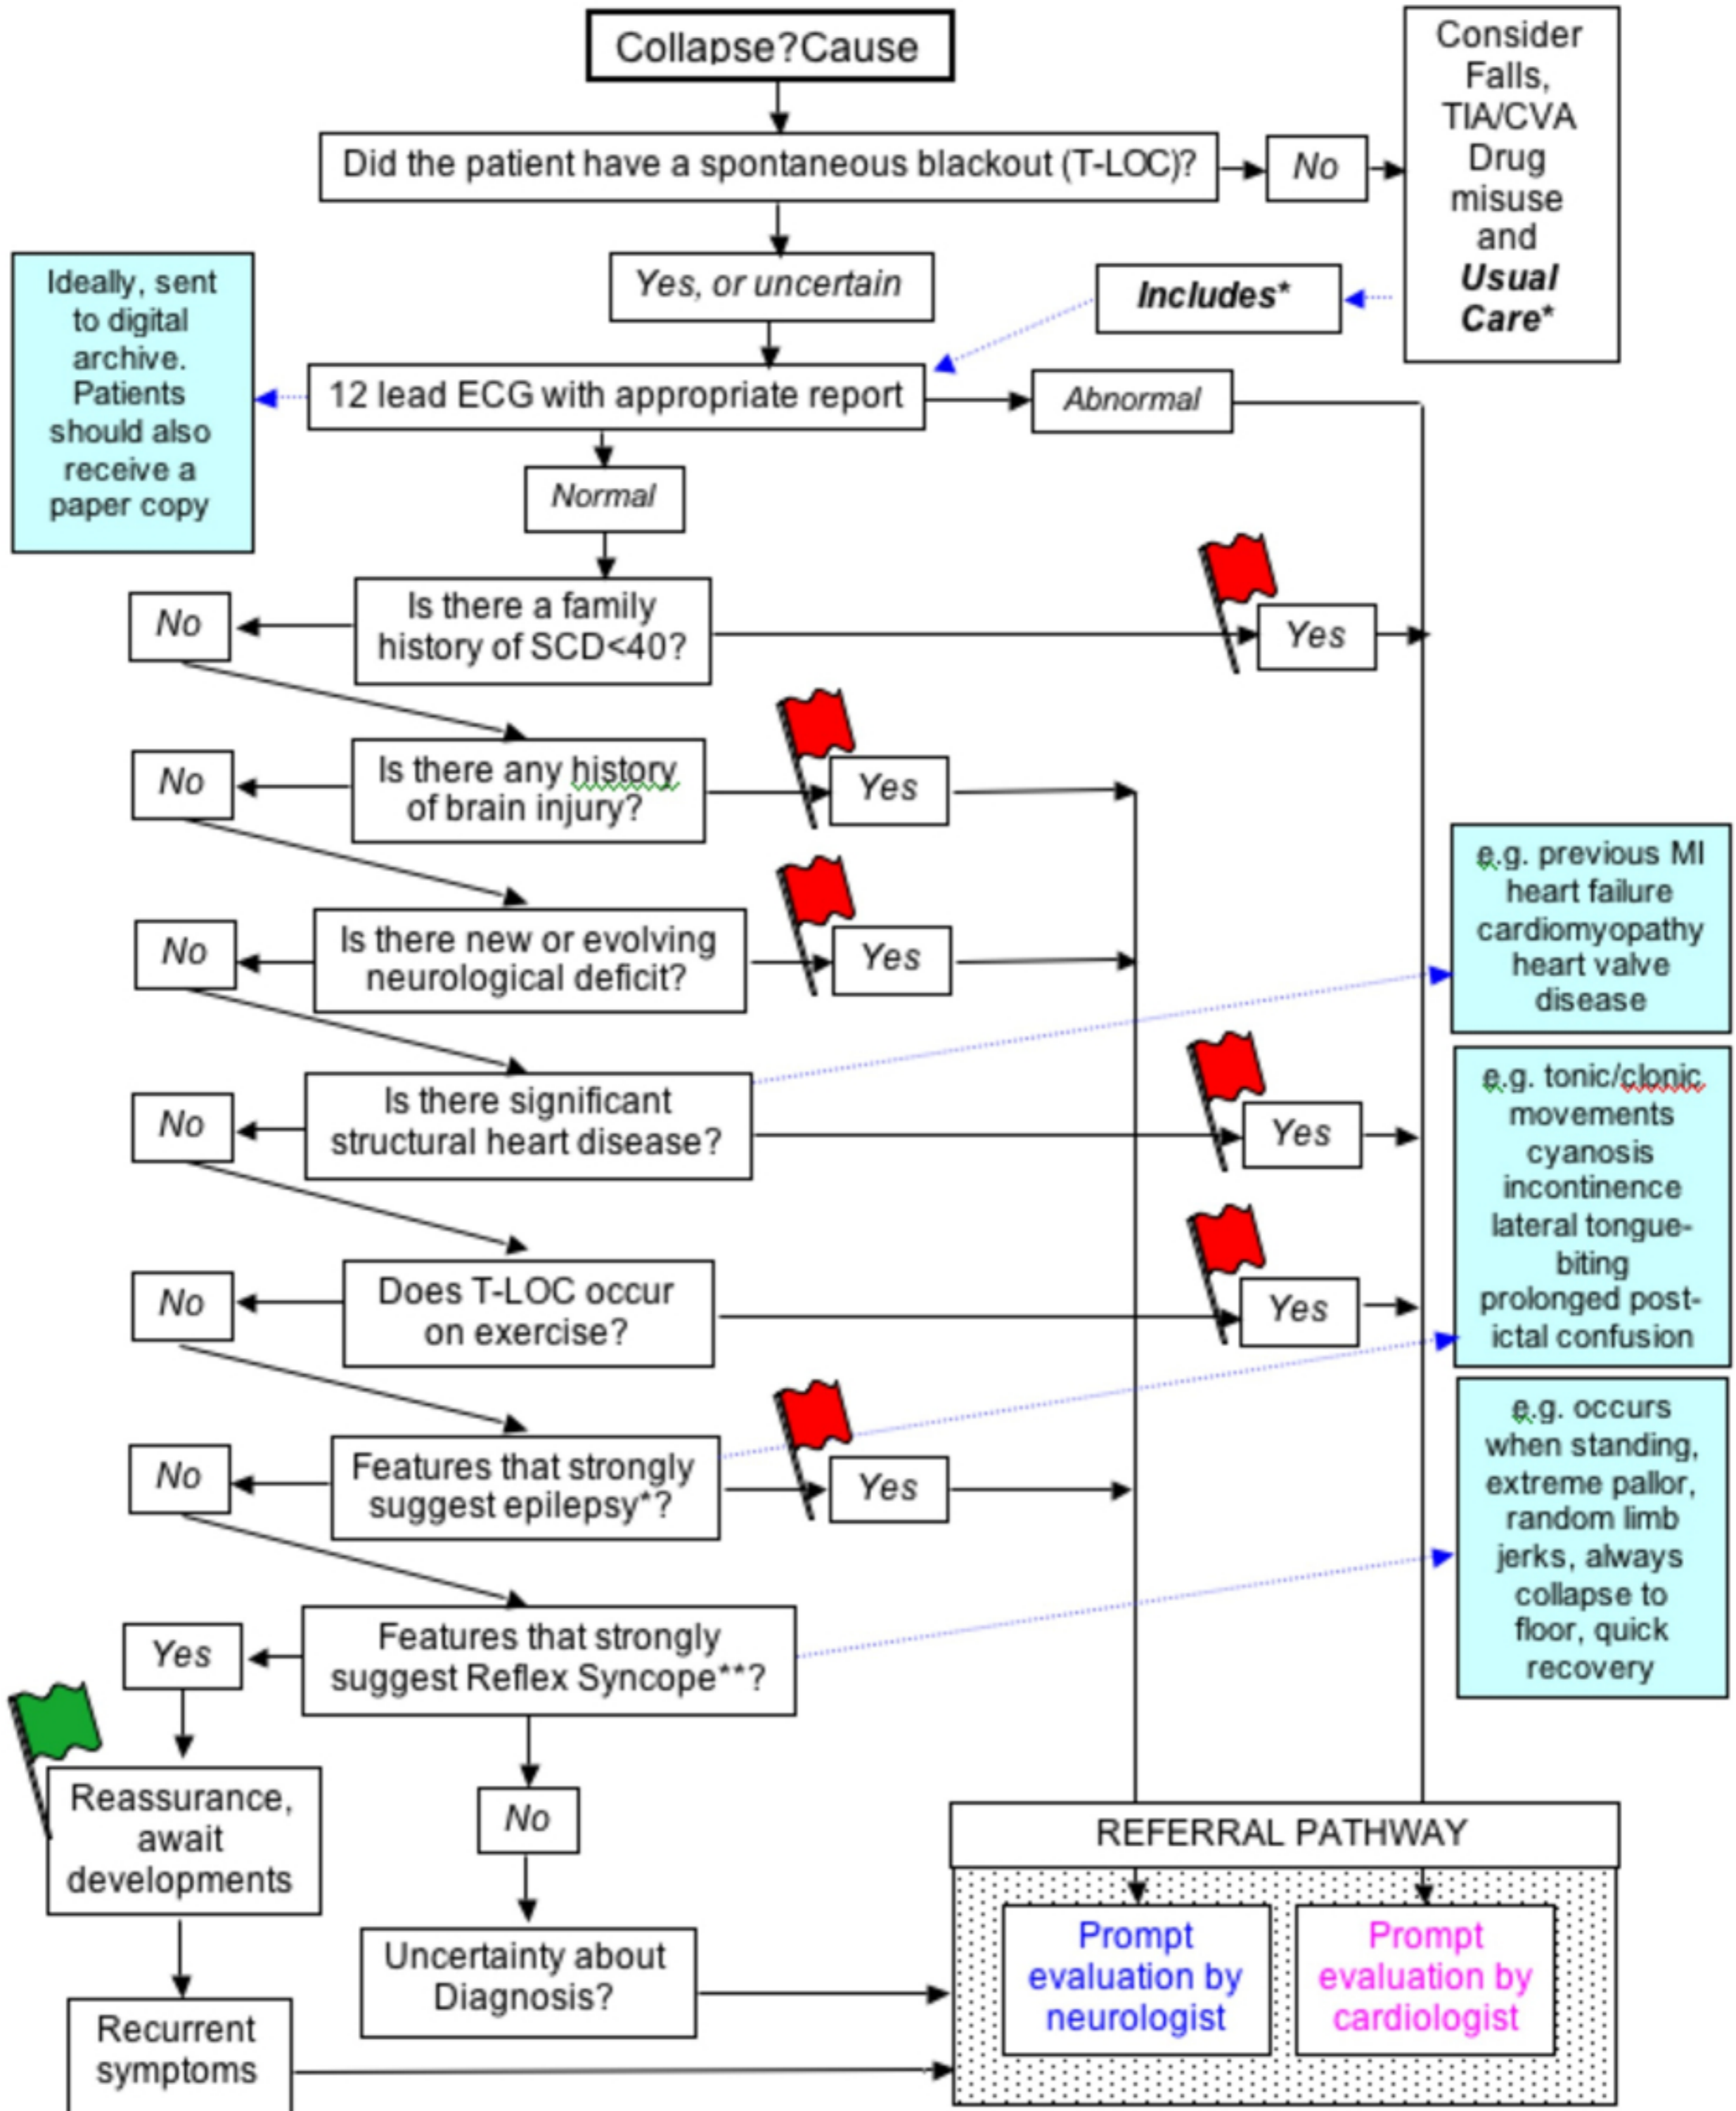 Collapse?Cause
Did the patient have a spontaneous blackout (T-LOC)?
No
Consider
Falls,
TIA/CVA
Drug
misuse
and
Usual
Care*
Yes, or uncertain
Includes*
Ideally, sent
to digital
archive.
Patients
should also
receive a
paper copy
12 lead ECG with appropriate report
Abnormal
Normal
No
Is there a family
history of SCD<40?
Yes
No
Is there any history
of brain injury?
Yes
No
Is there new or evolving
neurological deficit?
Yes
e.g. previous MI
heart failure
cardiomyopathy
heart valve
disease
No
Is there significant
structural heart disease?
Yes
e.g. tonic/clonic
movements
cyanosis
incontinence
lateral tongue-
biting
prolonged post-
ictal confusion
No
Does T-LOC occur
on exercise?
Yes
No
Features that strongly
suggest epilepsy*?
Yes
e.g. occurs
when standing,
extreme pallor,
random limb
jerks, always
collapse to
floor, quick
recovery
Yes
Features that strongly
suggest Reflex Syncope**?
Reassurance,
await
developments
No
REFERRAL PATHWAY
Uncertainty about
Diagnosis?
Prompt
evaluation by
neurologist
Prompt
evaluation by
cardiologist
Recurrent
symptoms